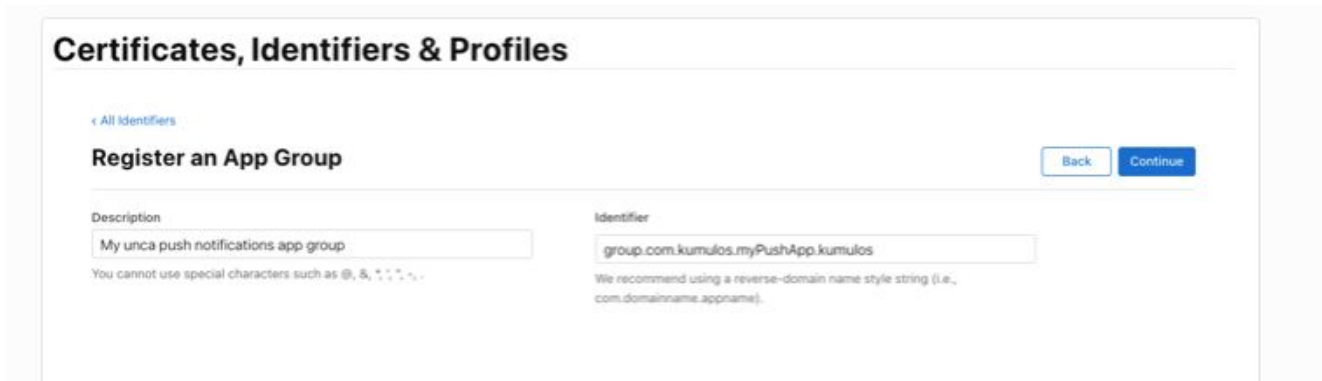 Certificates, Identifiers & Profiles
< All Identifiers
Register an App Group
Back
Continue
Description
Identifier
My unca push notifications app group
group.com.kumulos.myPushApp.kumulos
You cannot use special characters such as @, &, *, ', ", -, .
We recommend using a reverse-domain name style string (i.e.,
com.domainname.appname).